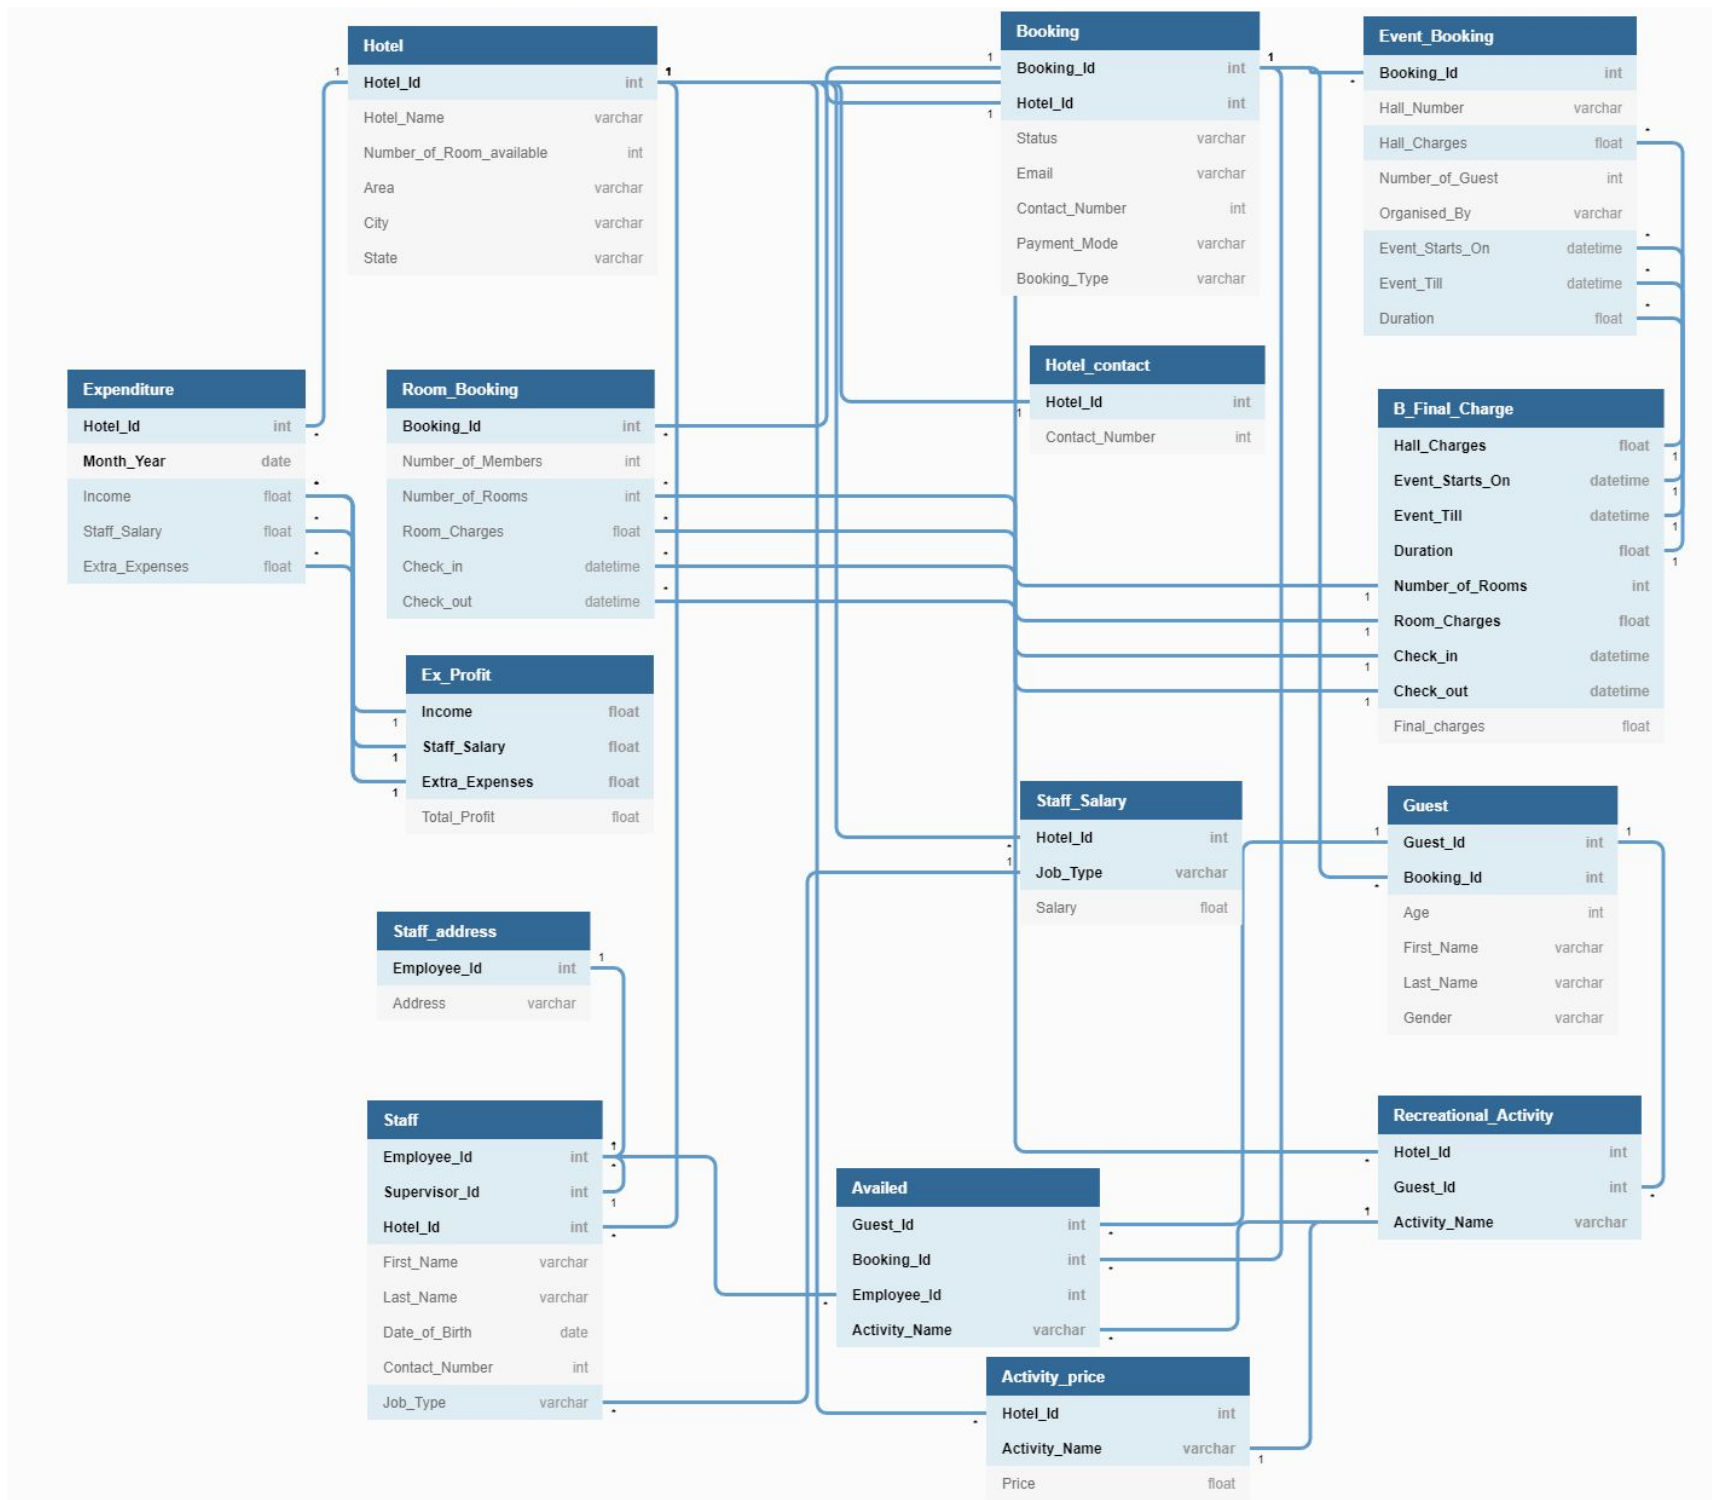 Hotel
Hotel_Id int
Hotel_Name varchar
Number_of_Room_available int
Area varchar
City varchar
State varchar
Booking
Booking_Id int
Hotel_Id int
Status varchar
Email varchar
Contact_Number int
Payment_Mode varchar
Booking_Type varchar
Event_Booking
Booking_Id int
Hall_Number varchar
Hall_Charges float
Number_of_Guest int
Organised_By varchar
Event_Starts_On datetime
Event_Till datetime
Duration float
Expenditure
Hotel_Id int
Month_Year date
Income float
Staff_Salary float
Extra_Expenses float
Room_Booking
Booking_Id int
Number_of_Members int
Number_of_Rooms int
Room_Charges float
Check_in datetime
Check_out datetime
Hotel_contact
Hotel_Id int
Contact_Number int
B_Final_Charge
Hall_Charges float
Event_Starts_On datetime
Event_Till datetime
Duration float
Number_of_Rooms int
Room_Charges float
Check_in datetime
Check_out datetime
Final_charges float
Ex_Profit
Income float
Staff_Salary float
Extra_Expenses float
Total_Profit float
Staff_Salary
Hotel_Id int
Job_Type varchar
Salary float
Guest
Guest_Id int
Booking_Id int
Age int
First_Name varchar
Last_Name varchar
Gender varchar
Staff_address
Employee_Id int
Address varchar
Staff
Employee_Id int
Supervisor_Id int
Hotel_Id int
First_Name varchar
Last_Name varchar
Date_of_Birth date
Contact_Number int
Job_Type varchar
Availed
Guest_Id int
Booking_Id int
Employee_Id int
Activity_Name varchar
Recreational_Activity
Hotel_Id int
Guest_Id int
Activity_Name varchar
Activity_price
Hotel_Id int
Activity_Name varchar
Price float